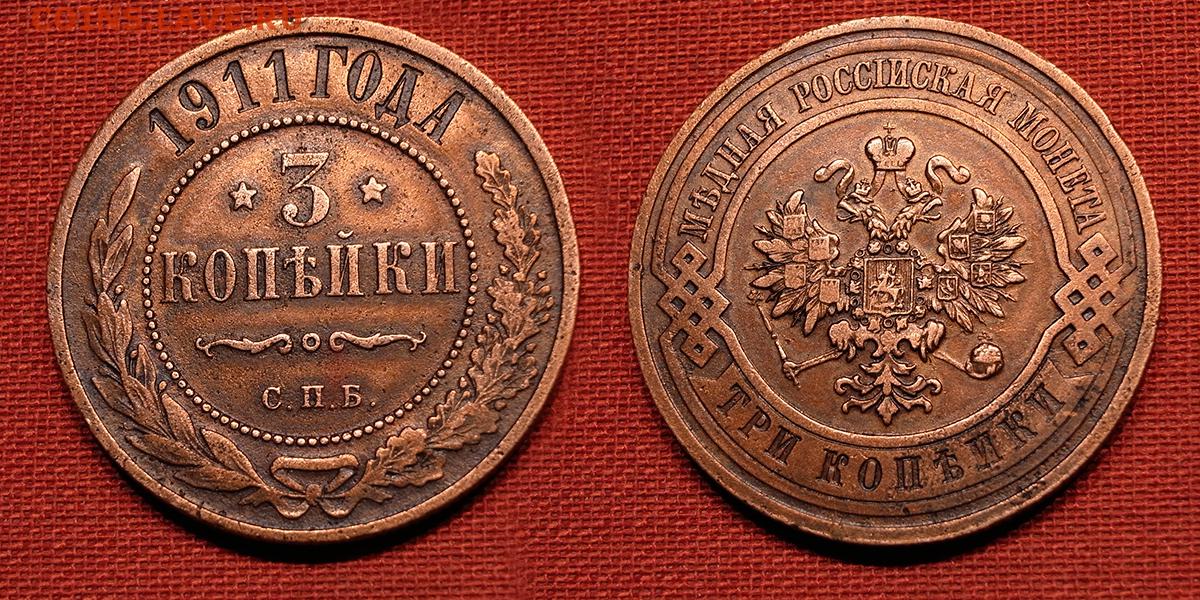 COINS.LAVE.RU
1911 ГОДА
3
КОПѢЙКИ
С.П.Б.
МѢДНАЯ РОССІЙСКАЯ МОНЕТА
ТРИ КОПѢЙКИ